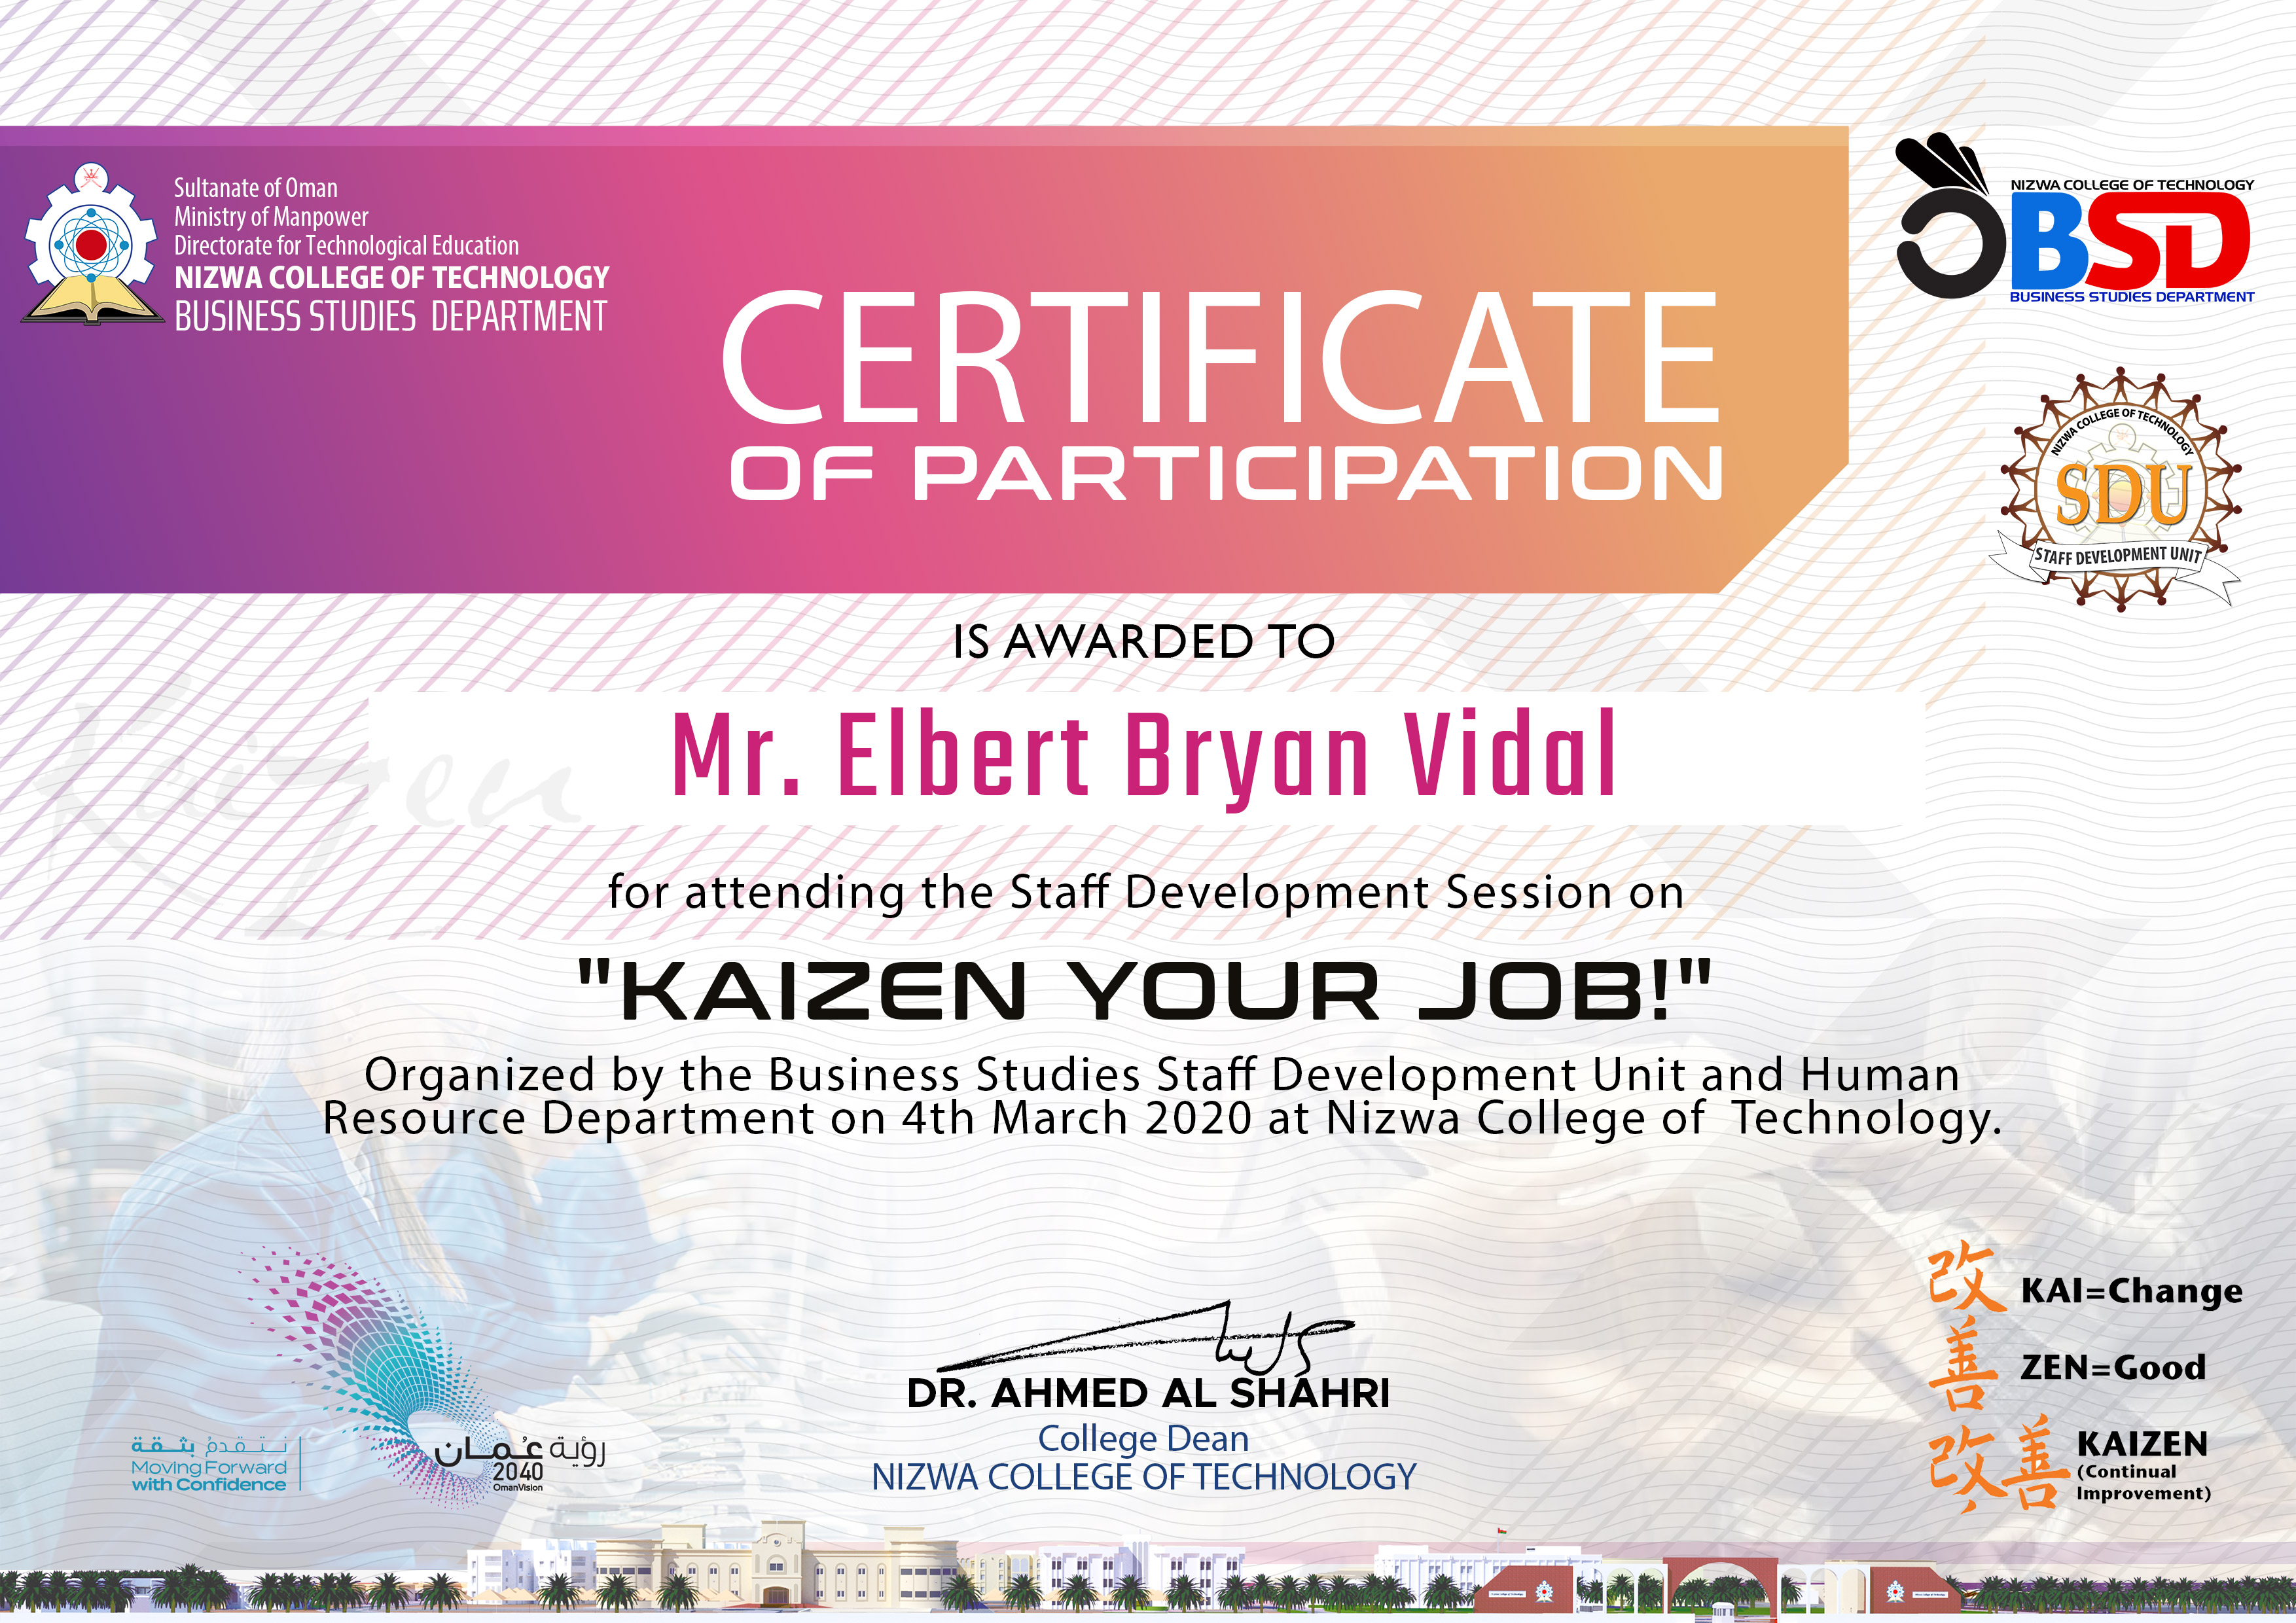 Sultanate of Oman
Ministry of Manpower
Directorate for Technological Education
NIZWA COLLEGE OF TECHNOLOGY
BUSINESS STUDIES DEPARTMENT
NIZWA COLLEGE OF TECHNOLOGY
BSD
BUSINESS STUDIES DEPARTMENT
CERTIFICATE
OF PARTICIPATION
NIZWA COLLEGE OF TECHNOLOGY
SDU
STAFF DEVELOPMENT UNIT
IS AWARDED TO
Kaizen
Mr. Elbert Bryan Vidal
for attending the Staff Development Session on
"KAIZEN YOUR JOB!"
Organized by the Business Studies Staff Development Unit and Human
Resource Department on 4th March 2020 at Nizwa College of Technology.
نتقدم بثقة
Moving Forward
with Confidence
رؤية عُمان
2040
OmanVision
DR. AHMED AL SHAHRI
College Dean
NIZWA COLLEGE OF TECHNOLOGY
改 KAI=Change
善 ZEN=Good
改善 KAIZEN
(Continual
Improvement)